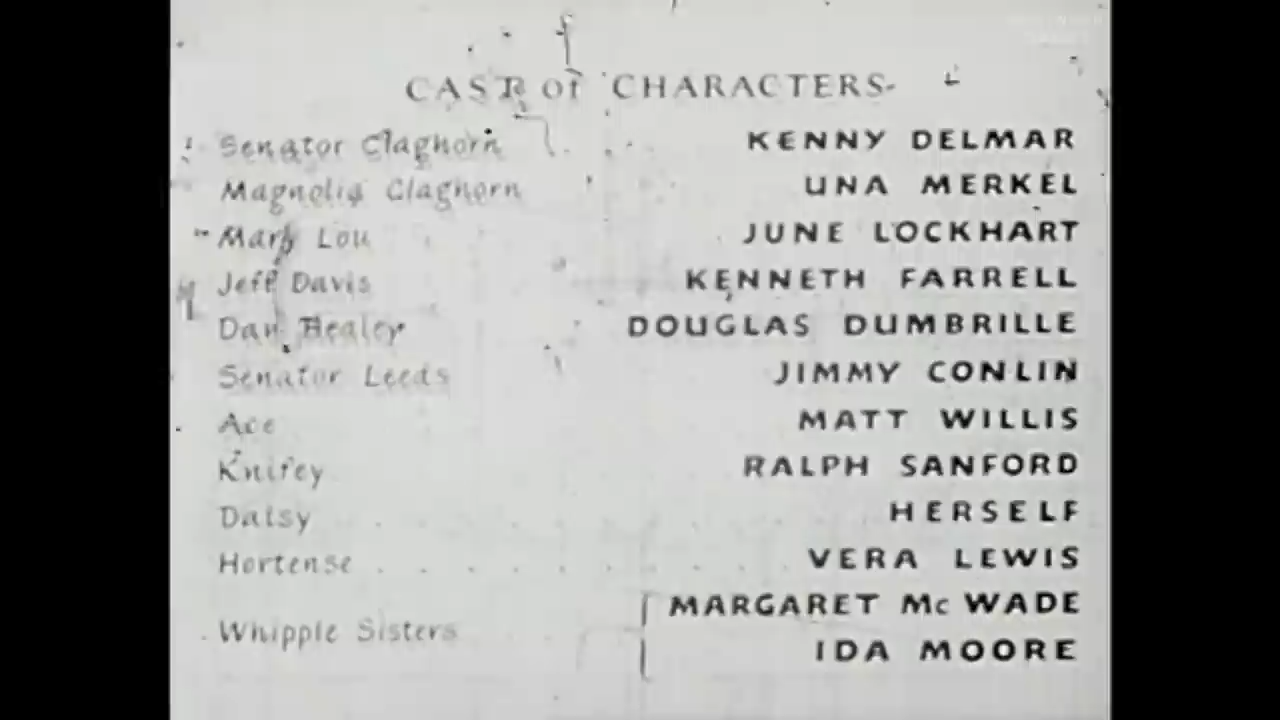 CAST of CHARACTERS
Senator Claghorn KENNY DELMAR
Magnolia Claghorn UNA MERKEL
Mary Lou JUNE LOCKHART
Jeff Davis KENNETH FARRELL
Dan Healey DOUGLAS DUMBRILLE
Senator Leeds JIMMY CONLIN
Ace MATT WILLIS
Knifey RALPH SANFORD
Daisy HERSELF
Hortense . . . . . . . . . VERA LEWIS
Whipple Sisters MARGARET Mc WADE
IDA MOORE